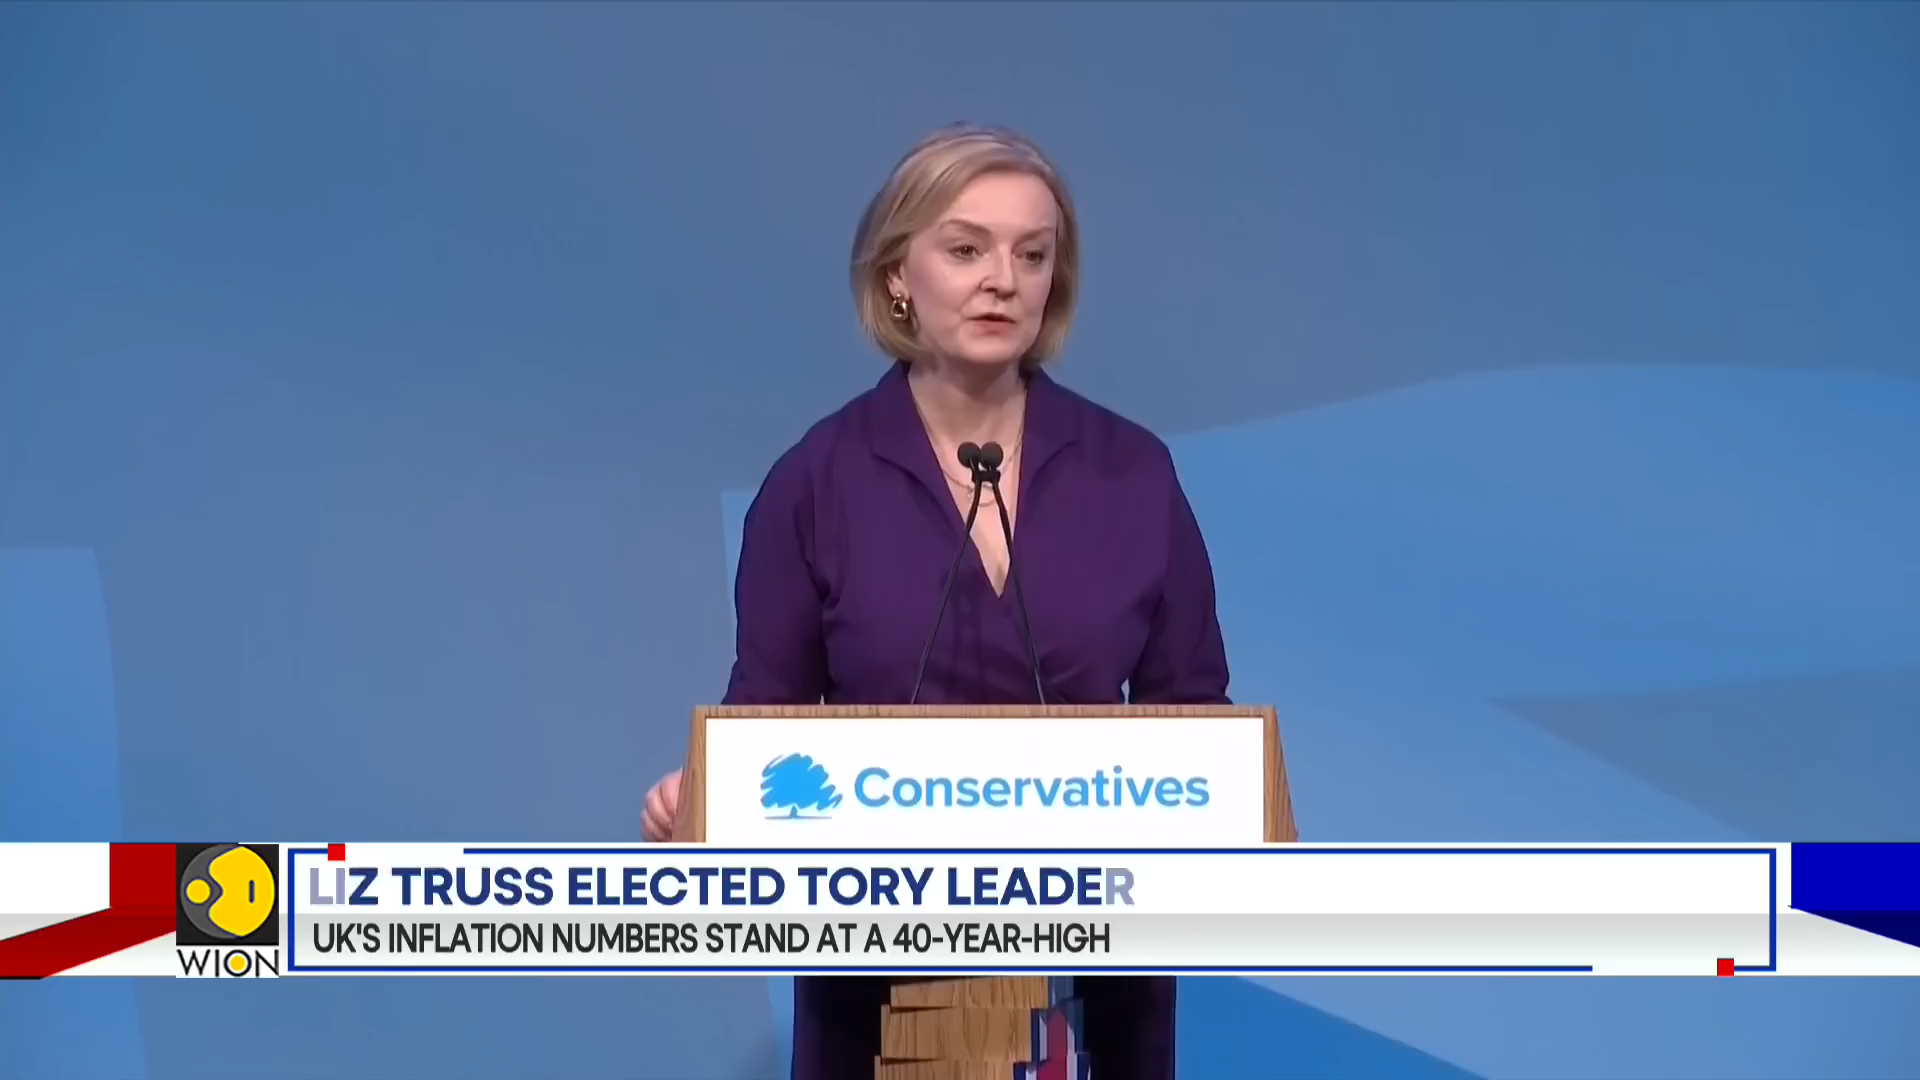 Conservatives
LIZ TRUSS ELECTED TORY LEADER
UK'S INFLATION NUMBERS STAND AT A 40-YEAR-HIGH
WION